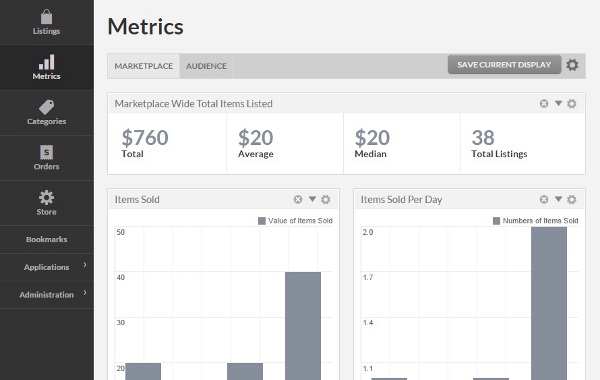 Listings
Metrics
Categories
S
Orders
Store
Bookmarks
Applications
Administration
Metrics
MARKETPLACE AUDIENCE SAVE CURRENT DISPLAY
Marketplace Wide Total Items Listed
$760 $20 $20 38
Total Average Median Total Listings
Items Sold
Value of Items Sold
50
40
30
20
Items Sold Per Day
Numbers of Items Sold
2.0
1.7
1.4
1.1